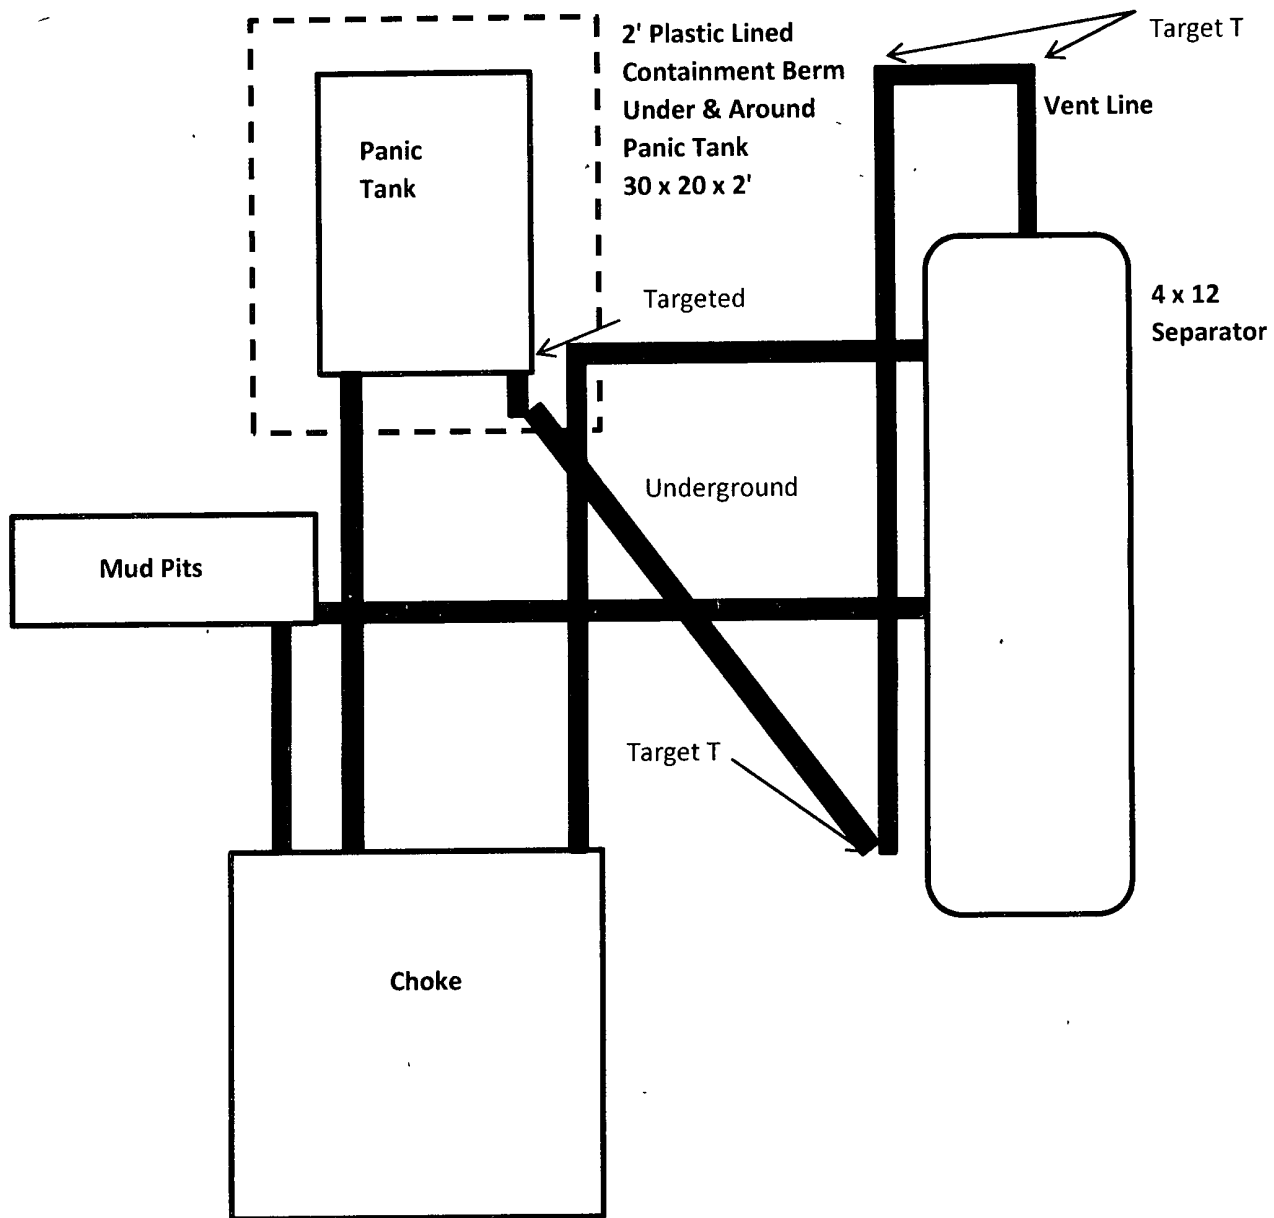 2' Plastic Lined
Containment Berm
Under & Around
Panic Tank
30 x 20 x 2'
Target T
Vent Line
Panic
Tank
Targeted
4 x 12
Separator
Underground
Mud Pits
Target T
Choke